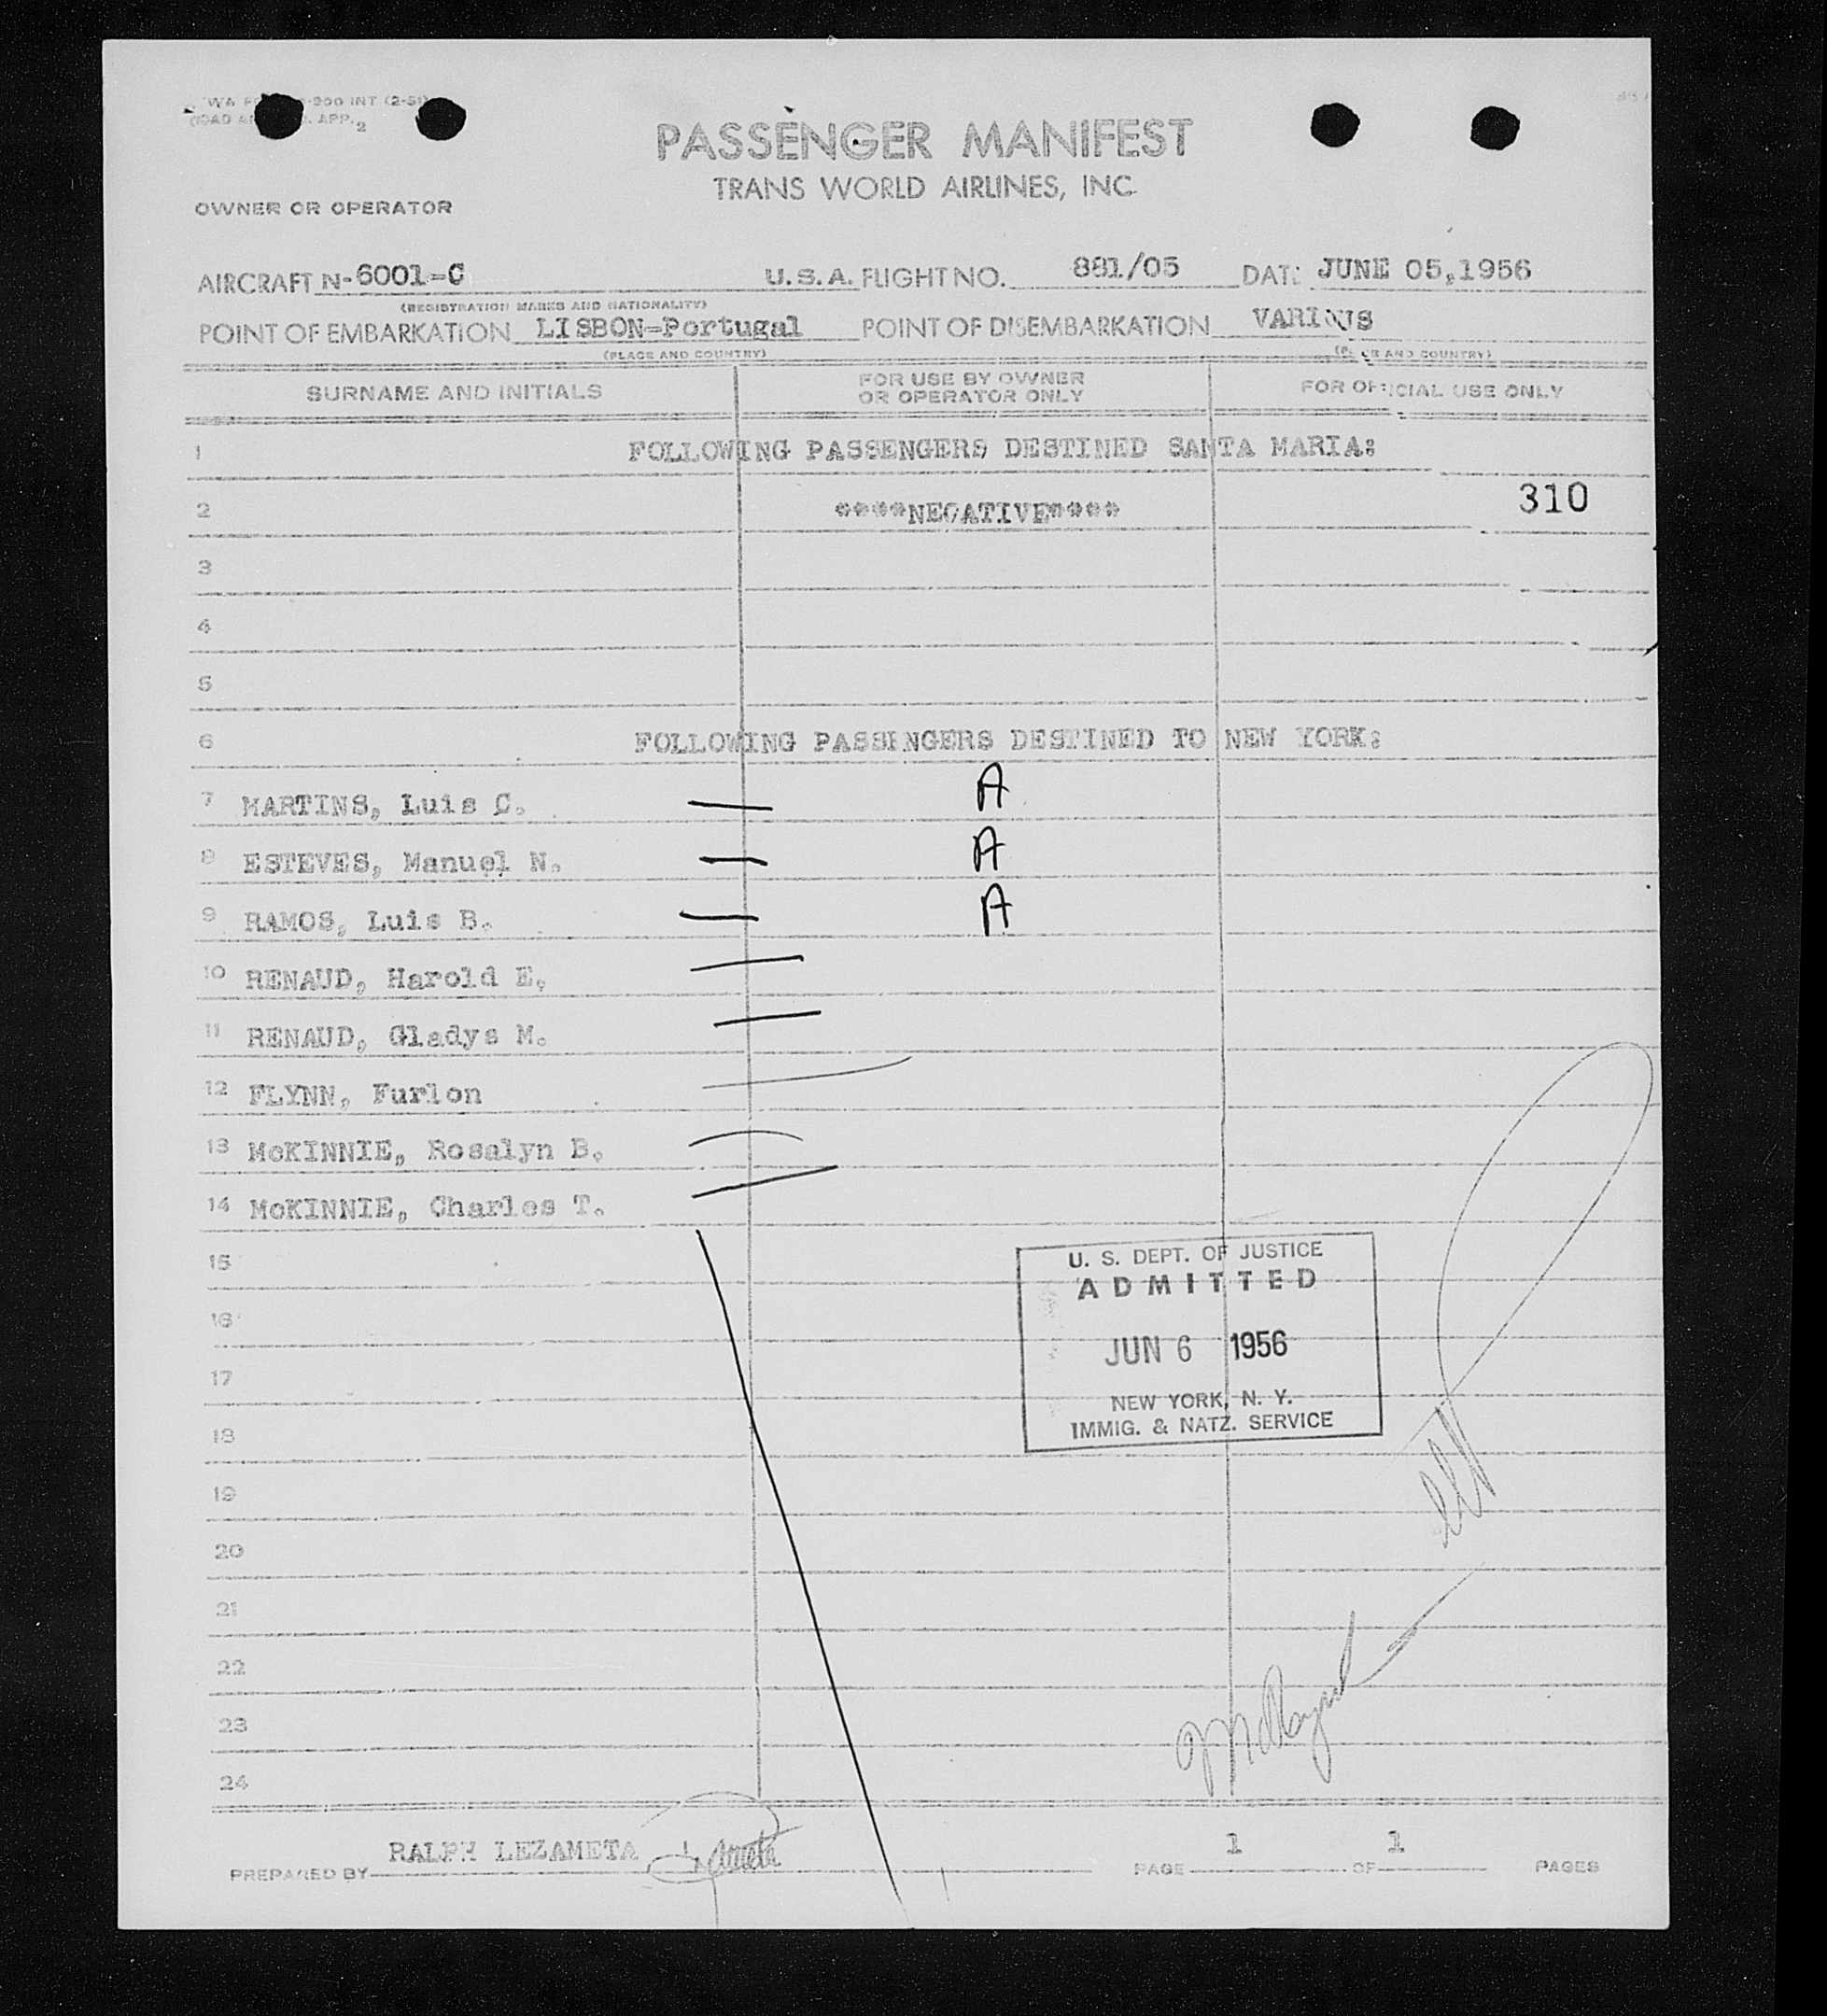 PASSENGER MANIFEST
TRANS WORLD AIRLINES, INC.
OWNER OR OPERATOR
AIRCRAFT N-6001-C U.S.A. FLIGHT NO. 881/05 DATE JUNE 05,1956
(REGISTRATION MARKS AND NATIONALITY)
POINT OF EMBARKATION LISBON-Portugal POINT OF DISEMBARKATION VARIOUS
(PLACE AND COUNTRY) (PLACE AND COUNTRY)
SURNAME AND INITIALS FOR USE BY OWNER OR OPERATOR ONLY FOR OFFICIAL USE ONLY
1 FOLLOWING PASSENGERS DESTINED SANTA MARIA:
2 ****NEGATIVE**** 310
3
4
5
6 FOLLOWING PASSENGERS DESTINED TO NEW YORK:
7 MARTINS, Luis C. — A
8 ESTEVES, Manuel N. — A
9 RAMOS, Luis B. — A
10 RENAUD, Harold E.
11 RENAUD, Gladys M.
12 FLYNN, Furlon
13 McKINNIE, Rosalyn B.
14 McKINNIE, Charles T.
15
16
17
18
19
20
21
22
23
24
U. S. DEPT. OF JUSTICE
ADMITTED
JUN 6 1956
NEW YORK, N. Y.
IMMIG. & NATZ. SERVICE
PREPARED BY RALPH LEZAMETA PAGE 1 OF 1 PAGES